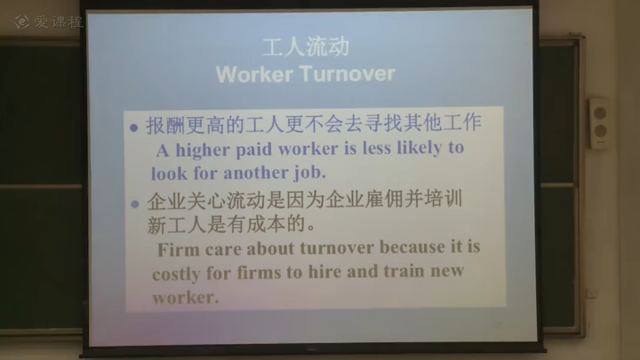 爱课程
工人流动
Worker Turnover
报酬更高的工人更不会去寻找其他工作
A higher paid worker is less likely to
look for another job.
企业关心流动是因为企业雇佣并培训
新工人是有成本的。
Firm care about turnover because it is
costly for firms to hire and train new
worker.